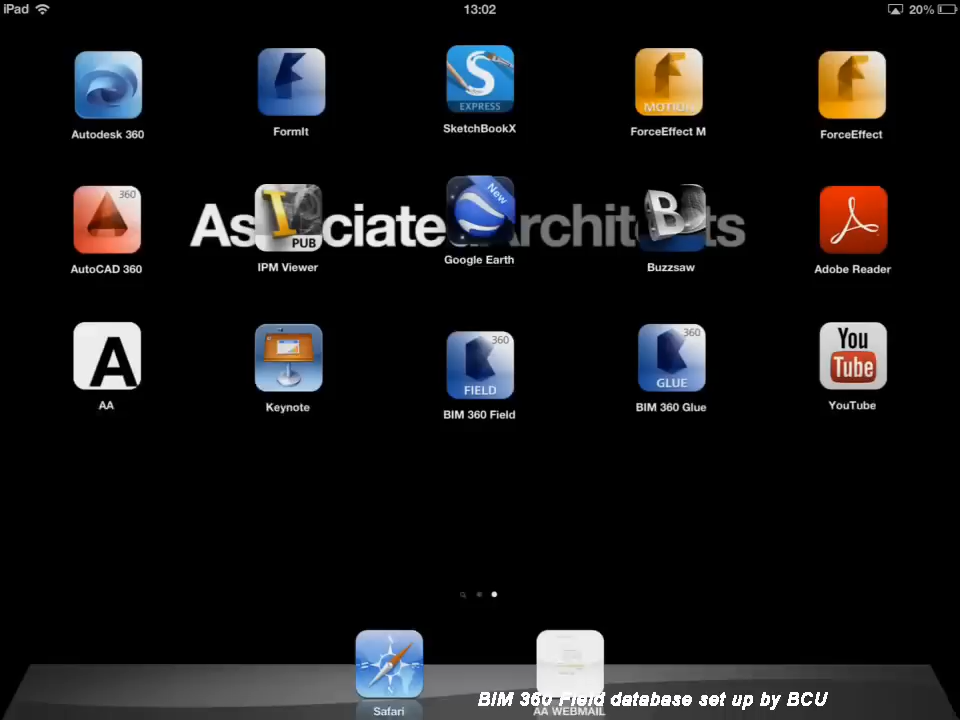 iPad 13:02 20%
Autodesk 360 FormIt EXPRESS SketchBookX MOTION ForceEffect M ForceEffect
360 AutoCAD 360 PUB IPM Viewer New Google Earth B Buzzsaw Adobe Reader
Associate Architects
A AA Keynote 360 FIELD BIM 360 Field 360 GLUE BIM 360 Glue You Tube YouTube
Safari AA WEBMAIL
BIM 360 Field database set up by BCU